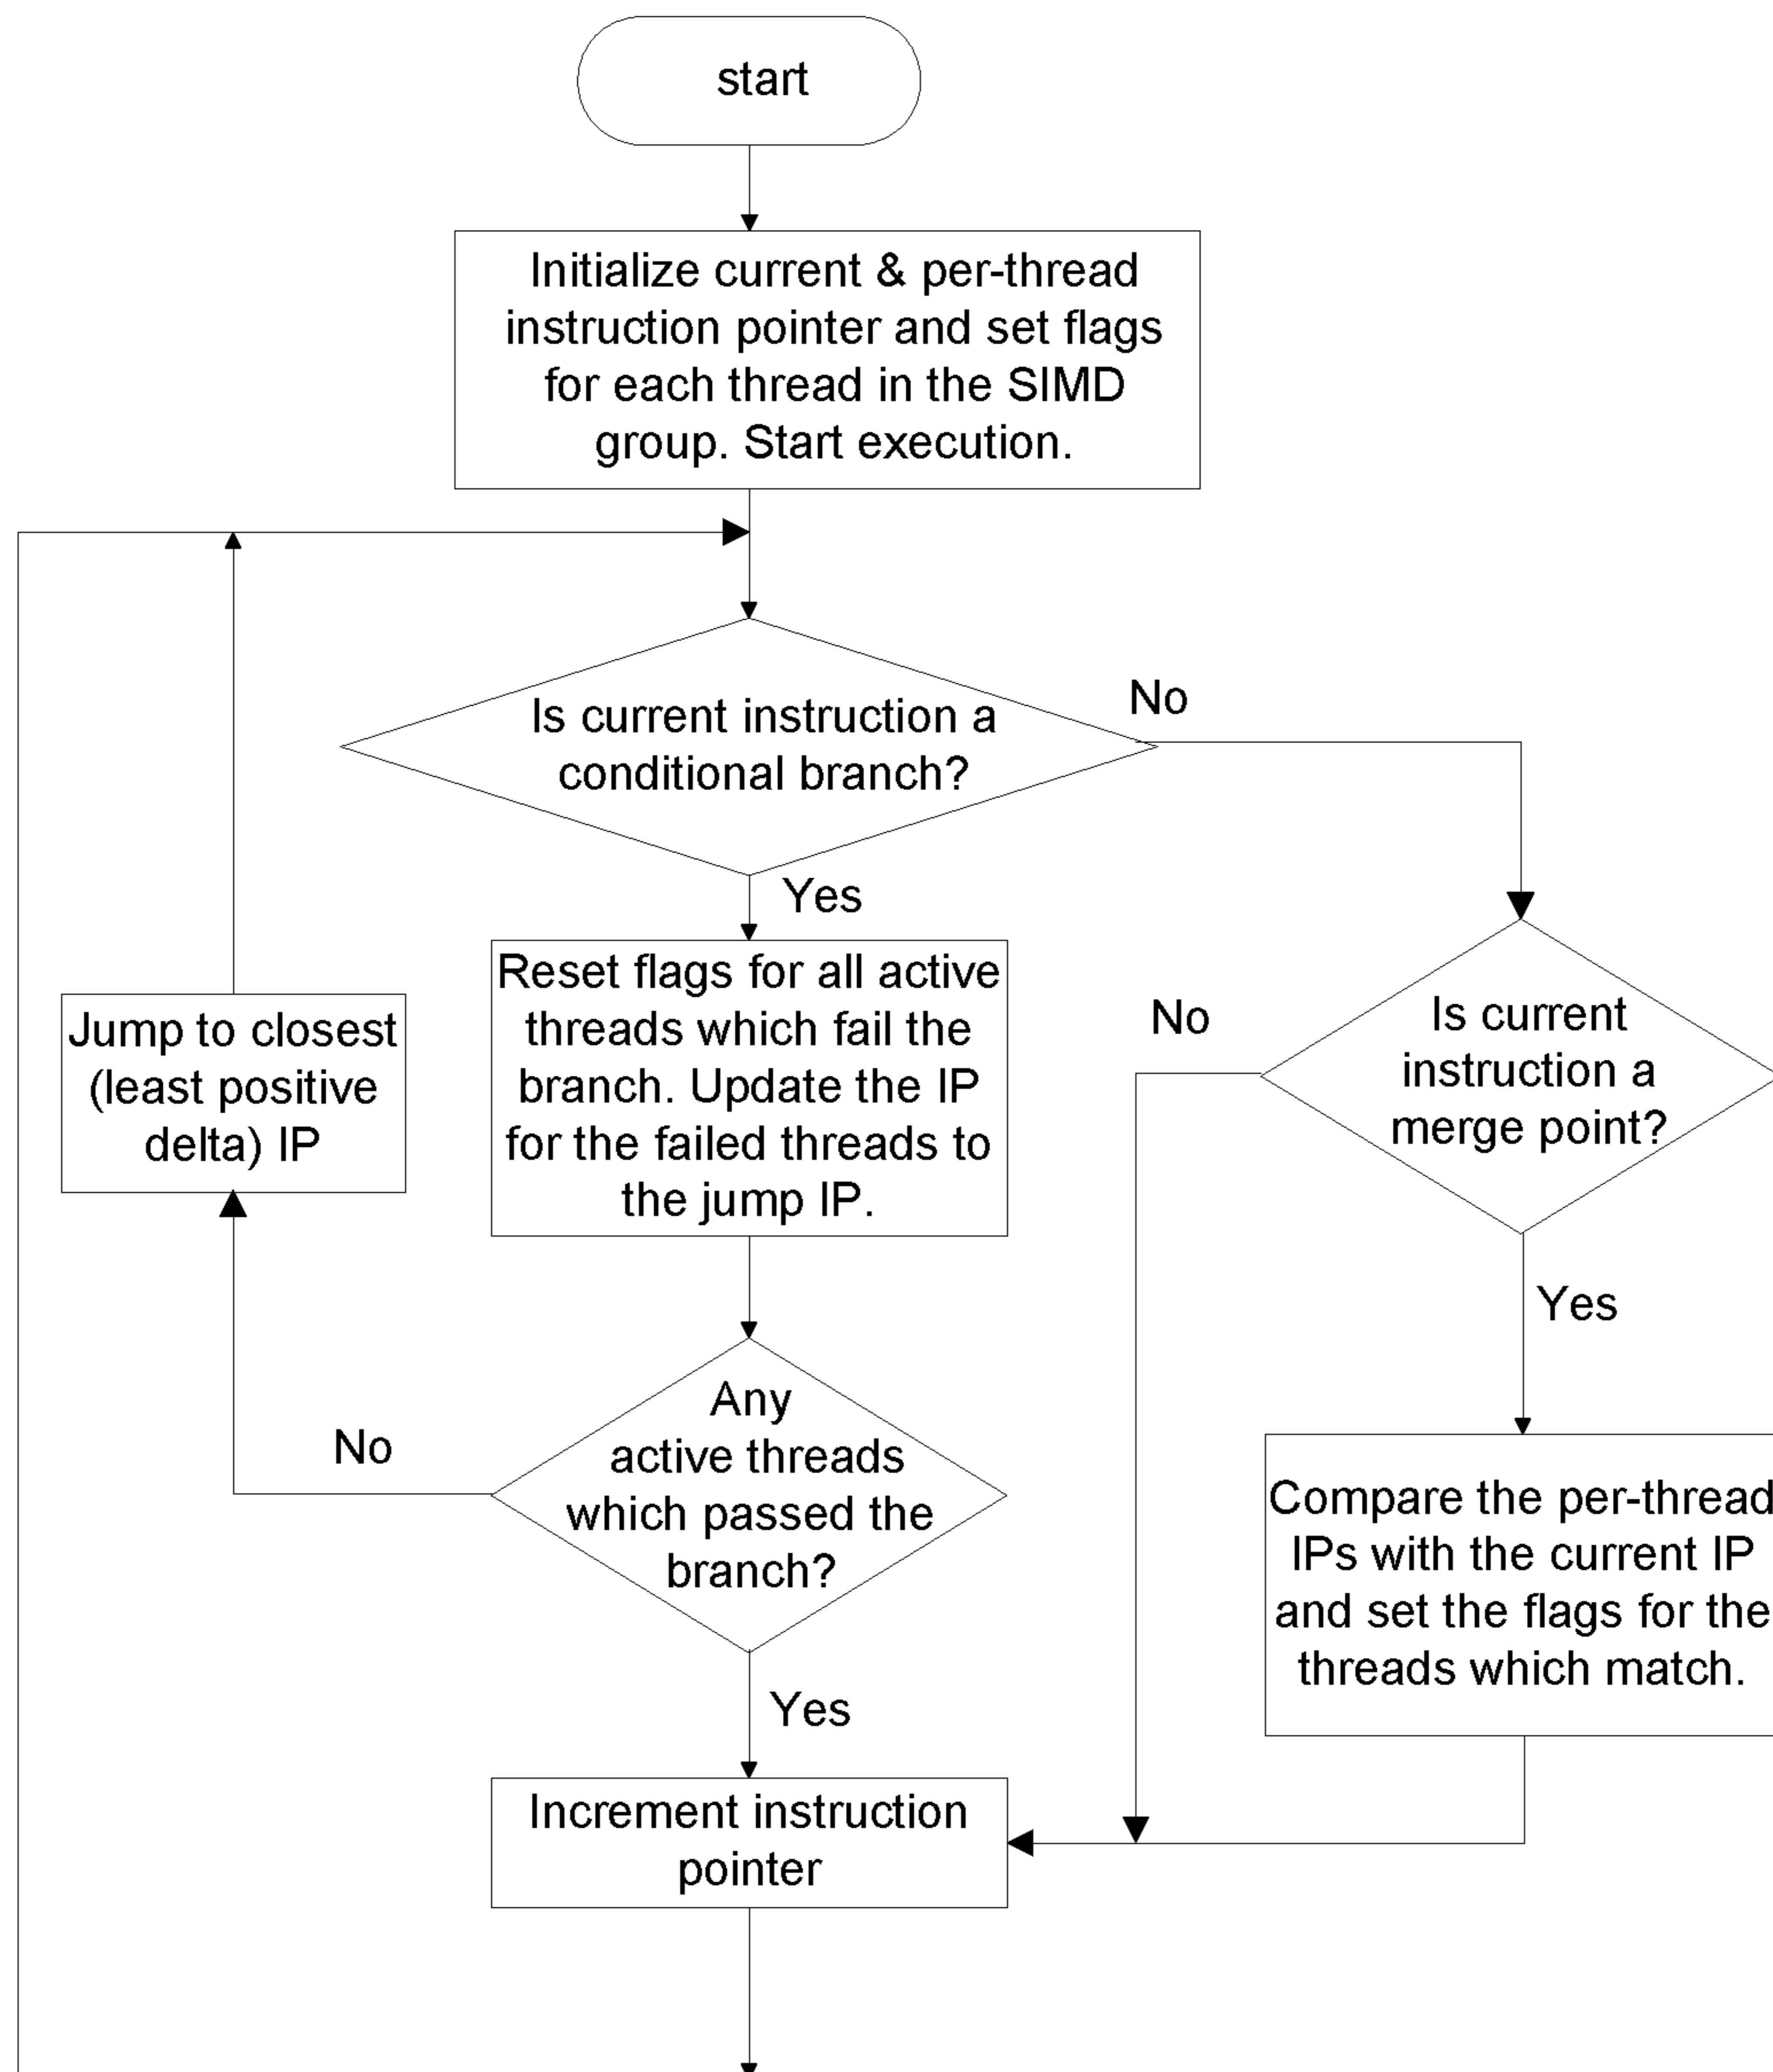 start
Initialize current & per-thread
instruction pointer and set flags
for each thread in the SIMD
group. Start execution.
Is current instruction a
conditional branch?
No
Yes
Reset flags for all active
threads which fail the
branch. Update the IP
for the failed threads to
the jump IP.
Jump to closest
(least positive
delta) IP
No
Is current
instruction a
merge point?
Yes
Any
active threads
which passed the
branch?
No
Yes
Compare the per-thread
IPs with the current IP
and set the flags for the
threads which match.
Increment instruction
pointer